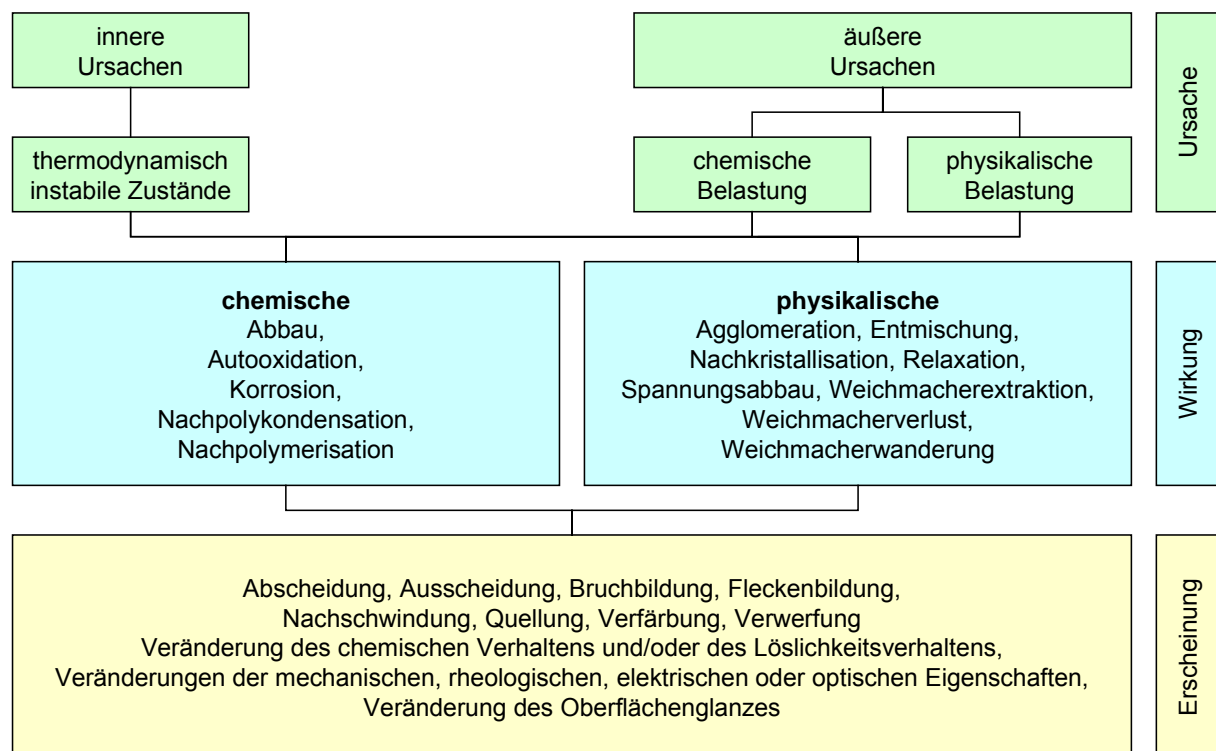 innere
Ursachen
äußere
Ursachen
Ursache
thermodynamisch
instabile Zustände
chemische
Belastung
physikalische
Belastung
chemische
Abbau,
Autooxidation,
Korrosion,
Nachpolykondensation,
Nachpolymerisation
physikalische
Agglomeration, Entmischung,
Nachkristallisation, Relaxation,
Spannungsabbau, Weichmacherextraktion,
Weichmacherverlust,
Weichmacherwanderung
Wirkung
Abscheidung, Ausscheidung, Bruchbildung, Fleckenbildung,
Nachschwindung, Quellung, Verfärbung, Verwerfung
Veränderung des chemischen Verhaltens und/oder des Löslichkeitsverhaltens,
Veränderungen der mechanischen, rheologischen, elektrischen oder optischen Eigenschaften,
Veränderung des Oberflächenglanzes
Erscheinung